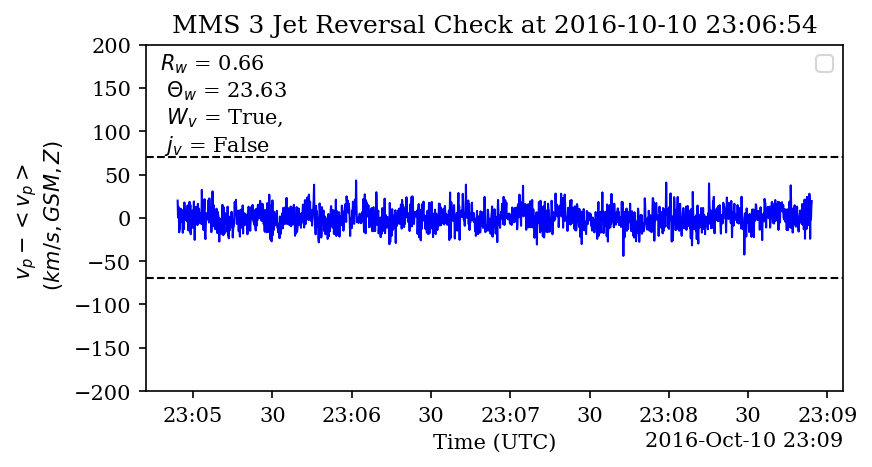 MMS 3 Jet Reversal Check at 2016-10-10 23:06:54
R_w = 0.66
Θ_w = 23.63
W_v = True,
j_v = False
v_p − < v_p >
(km/s, GSM, Z)
200
150
100
50
0
−50
−100
−150
−200
23:05 30 23:06 30 23:07 30 23:08 30 23:09
Time (UTC)
2016-Oct-10 23:09